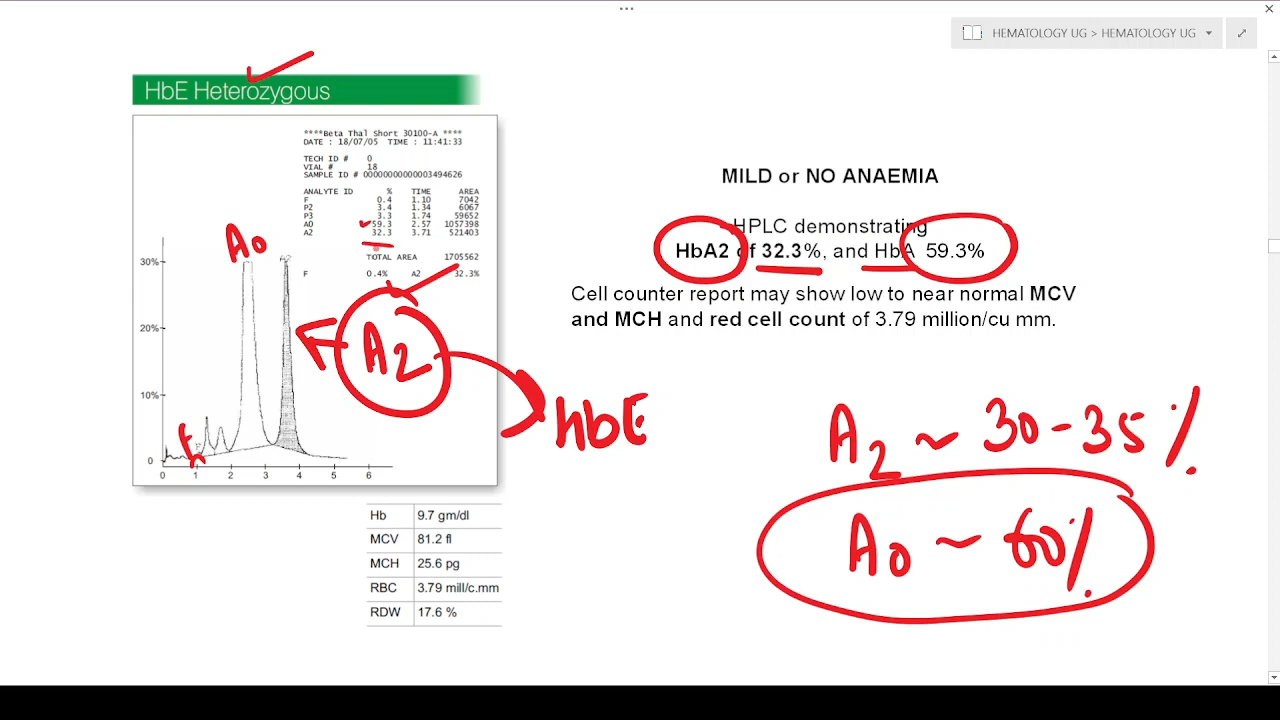 ...
HEMATOLOGY UG > HEMATOLOGY UG
HbE Heterozygous
****Beta Thal Short 30100-A ****
DATE : 18/07/05 TIME : 11:41:33
TECH ID # 0
VIAL # 18
SAMPLE ID # 00000000000003494626
ANALYTE ID % TIME AREA
F 0.4 1.10 7042
P2 3.4 1.34 6067
P3 3.3 1.74 59652
A0 59.3 2.57 1057398
A2 32.3 3.71 521403
TOTAL AREA 1705562
F 0.4% A2 32.3%
A0
30%
20%
10%
0
0 1 2 3 4 5 6
F
A2
HbE
Hb 9.7 gm/dl
MCV 81.2 fl
MCH 25.6 pg
RBC 3.79 mill/c.mm
RDW 17.6 %
MILD or NO ANAEMIA
HPLC demonstrating
HbA2 of 32.3%, and HbA 59.3%
Cell counter report may show low to near normal MCV
and MCH and red cell count of 3.79 million/cu mm.
A2 ~ 30-35%
A0 ~ 60%